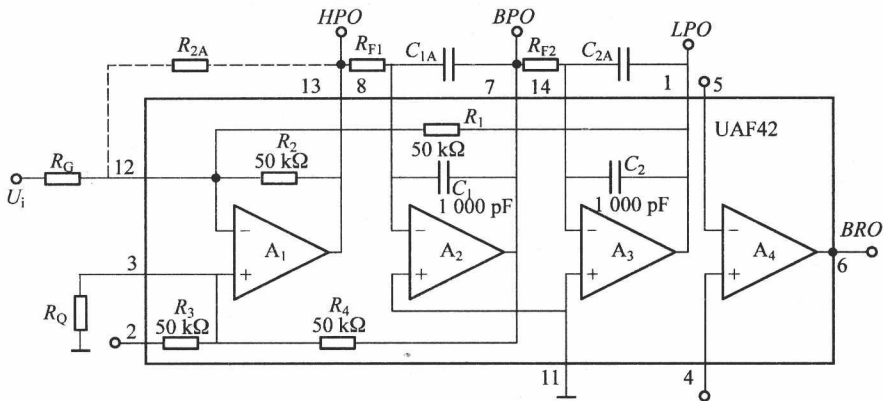 HPO BPO LPO
R2A RF1 C1A RF2 C2A
13 8 7 14 1 5
R1
50 kΩ
UAF42
R2
50 kΩ
12
RG
Ui
C1
1 000 pF
C2
1 000 pF
A1 A2 A3 A4
− + − + − + − +
BRO
6
3
RQ
R3
50 kΩ
R4
50 kΩ
2
11 4